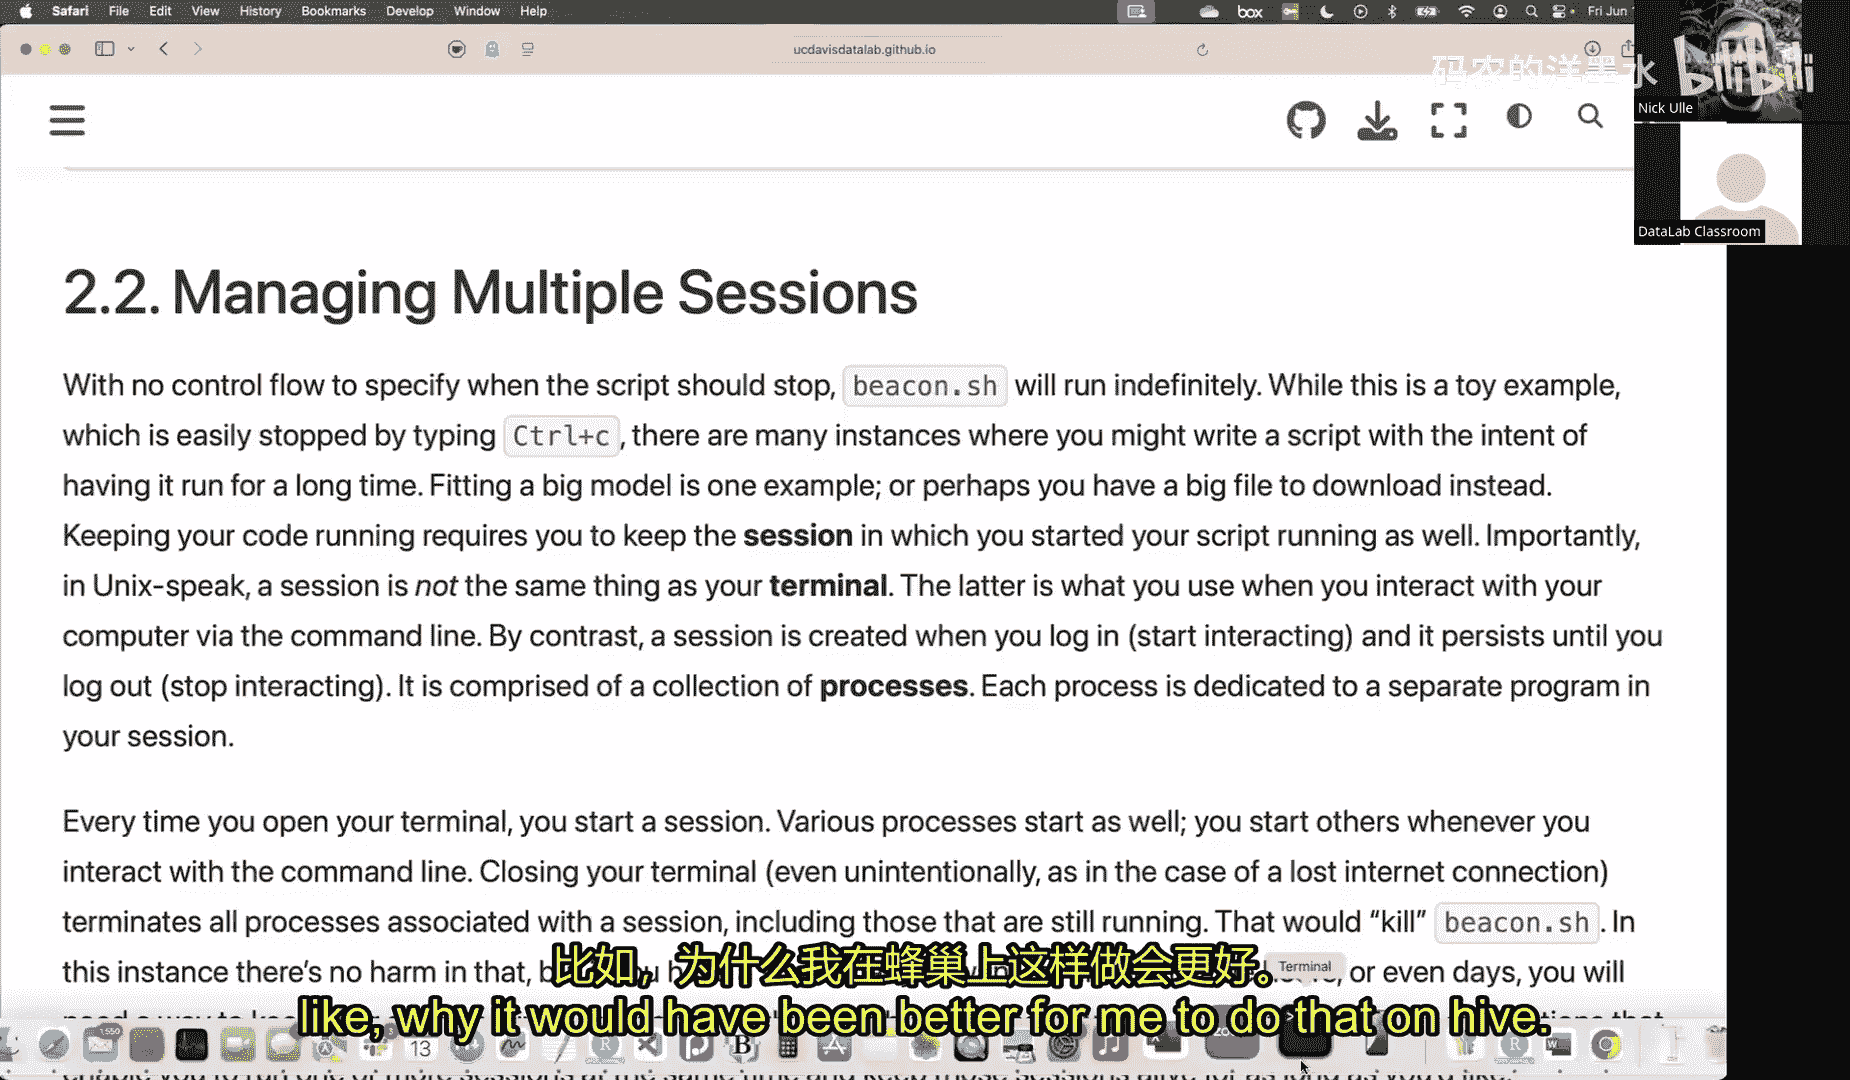 Safari File Edit View History Bookmarks Develop Window Help box Fri Jun
ucdavisdatalab.github.io
码农的洋墨水 bilibili
Nick Ulle
DataLab Classroom
2.2. Managing Multiple Sessions
With no control flow to specify when the script should stop, beacon.sh will run indefinitely. While this is a toy example,
which is easily stopped by typing Ctrl+c, there are many instances where you might write a script with the intent of
having it run for a long time. Fitting a big model is one example; or perhaps you have a big file to download instead.
Keeping your code running requires you to keep the session in which you started your script running as well. Importantly,
in Unix-speak, a session is not the same thing as your terminal. The latter is what you use when you interact with your
computer via the command line. By contrast, a session is created when you log in (start interacting) and it persists until you
log out (stop interacting). It is comprised of a collection of processes. Each process is dedicated to a separate program in
your session.
Every time you open your terminal, you start a session. Various processes start as well; you start others whenever you
interact with the command line. Closing your terminal (even unintentionally, as in the case of a lost internet connection)
terminates all processes associated with a session, including those that are still running. That would “kill” beacon.sh. In
this instance there’s no harm in that, or even days, you will
Terminal
比如，为什么我在蜂巢上这样做会更好。
like, why it would have been better for me to do that on hive.
1,550
13